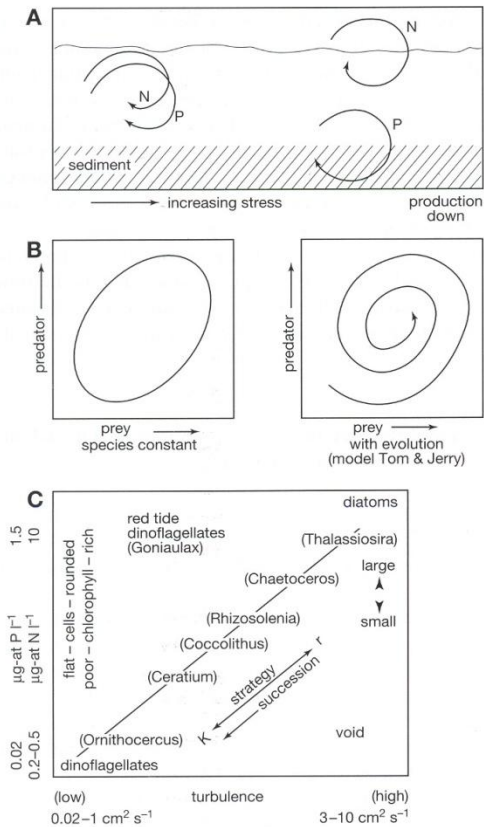 A
N
N
P
P
sediment
increasing stress
production
down
B
predator
prey
species constant
predator
prey
with evolution
(model Tom & Jerry)
C
diatoms
red tide
dinoflagellates
(Goniaulax)
(Thalassiosira)
large
small
(Chaetoceros)
(Rhizosolenia)
(Coccolithus)
(Ceratium)
(Ornithocercus)
dinoflagellates
r
strategy
succession
K
void
flat – cells – rounded
poor – chlorophyll – rich
1.5
10
µg-at P l⁻¹
µg-at N l⁻¹
0.02
0.2–0.5
(low)
turbulence
(high)
0.02–1 cm² s⁻¹
3–10 cm² s⁻¹